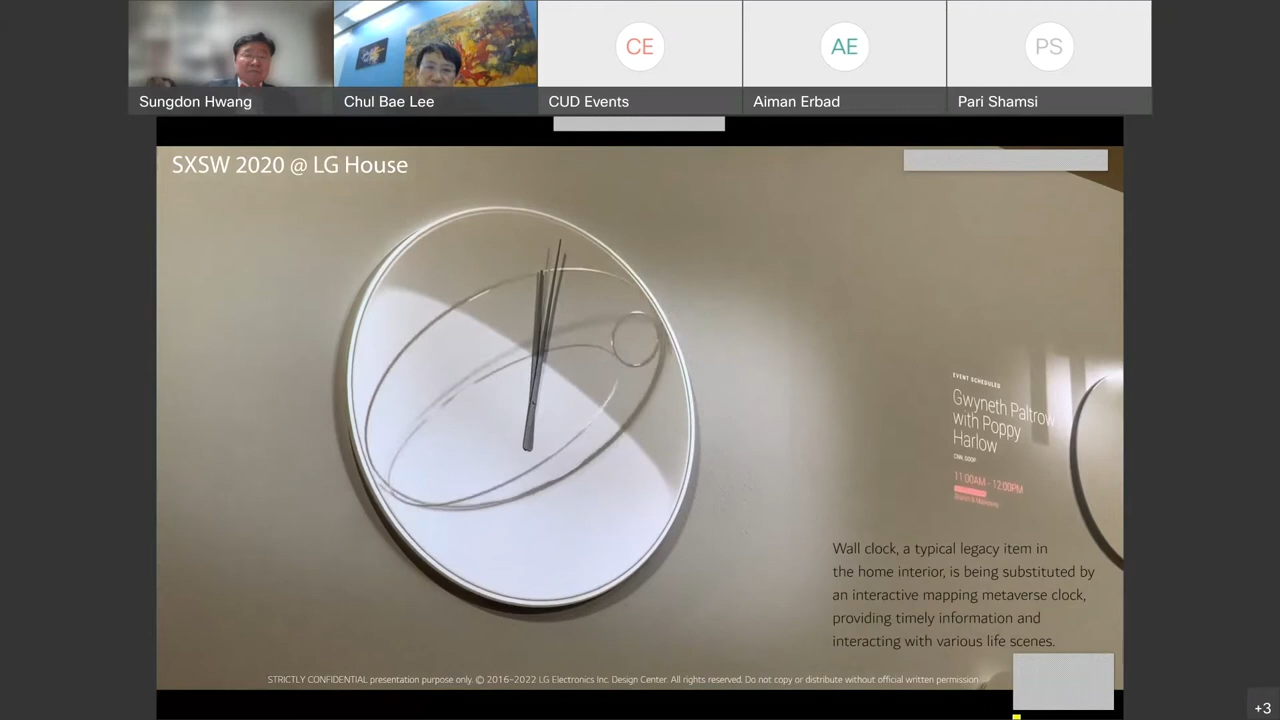 CE
AE
PS
Sungdon Hwang
Chul Bae Lee
CUD Events
Aiman Erbad
Pari Shamsi
SXSW 2020 @ LG House
EVENT SCHEDULED
Gwyneth Paltrow
with Poppy
Harlow
CNN, GOOP
11:00AM - 12:00PM
Wall clock, a typical legacy item in
the home interior, is being substituted by
an interactive mapping metaverse clock,
providing timely information and
interacting with various life scenes.
STRICTLY CONFIDENTIAL presentation purpose only. © 2016-2022 LG Electronics Inc. Design Center. All rights reserved. Do not copy or distribute without official written permission
+3